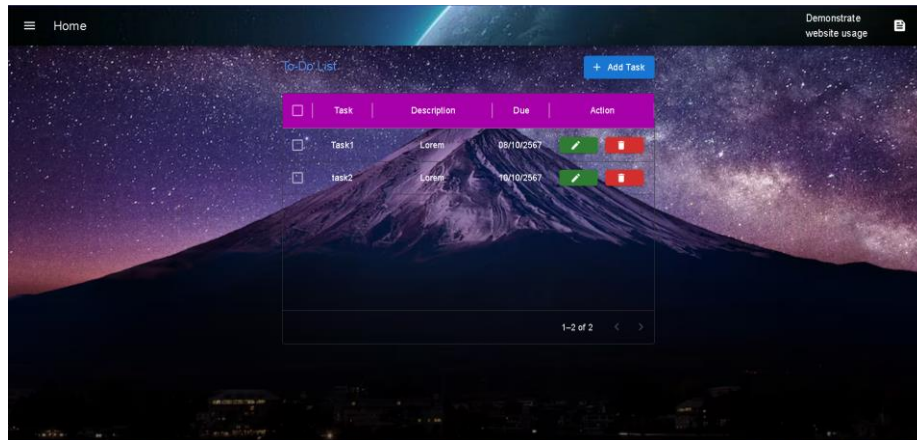 Home
Demonstrate
website usage
To-Do List
+ Add Task
Task Description Due Action
Task1 Lorem 08/10/2567
task2 Lorem 10/10/2567
1–2 of 2